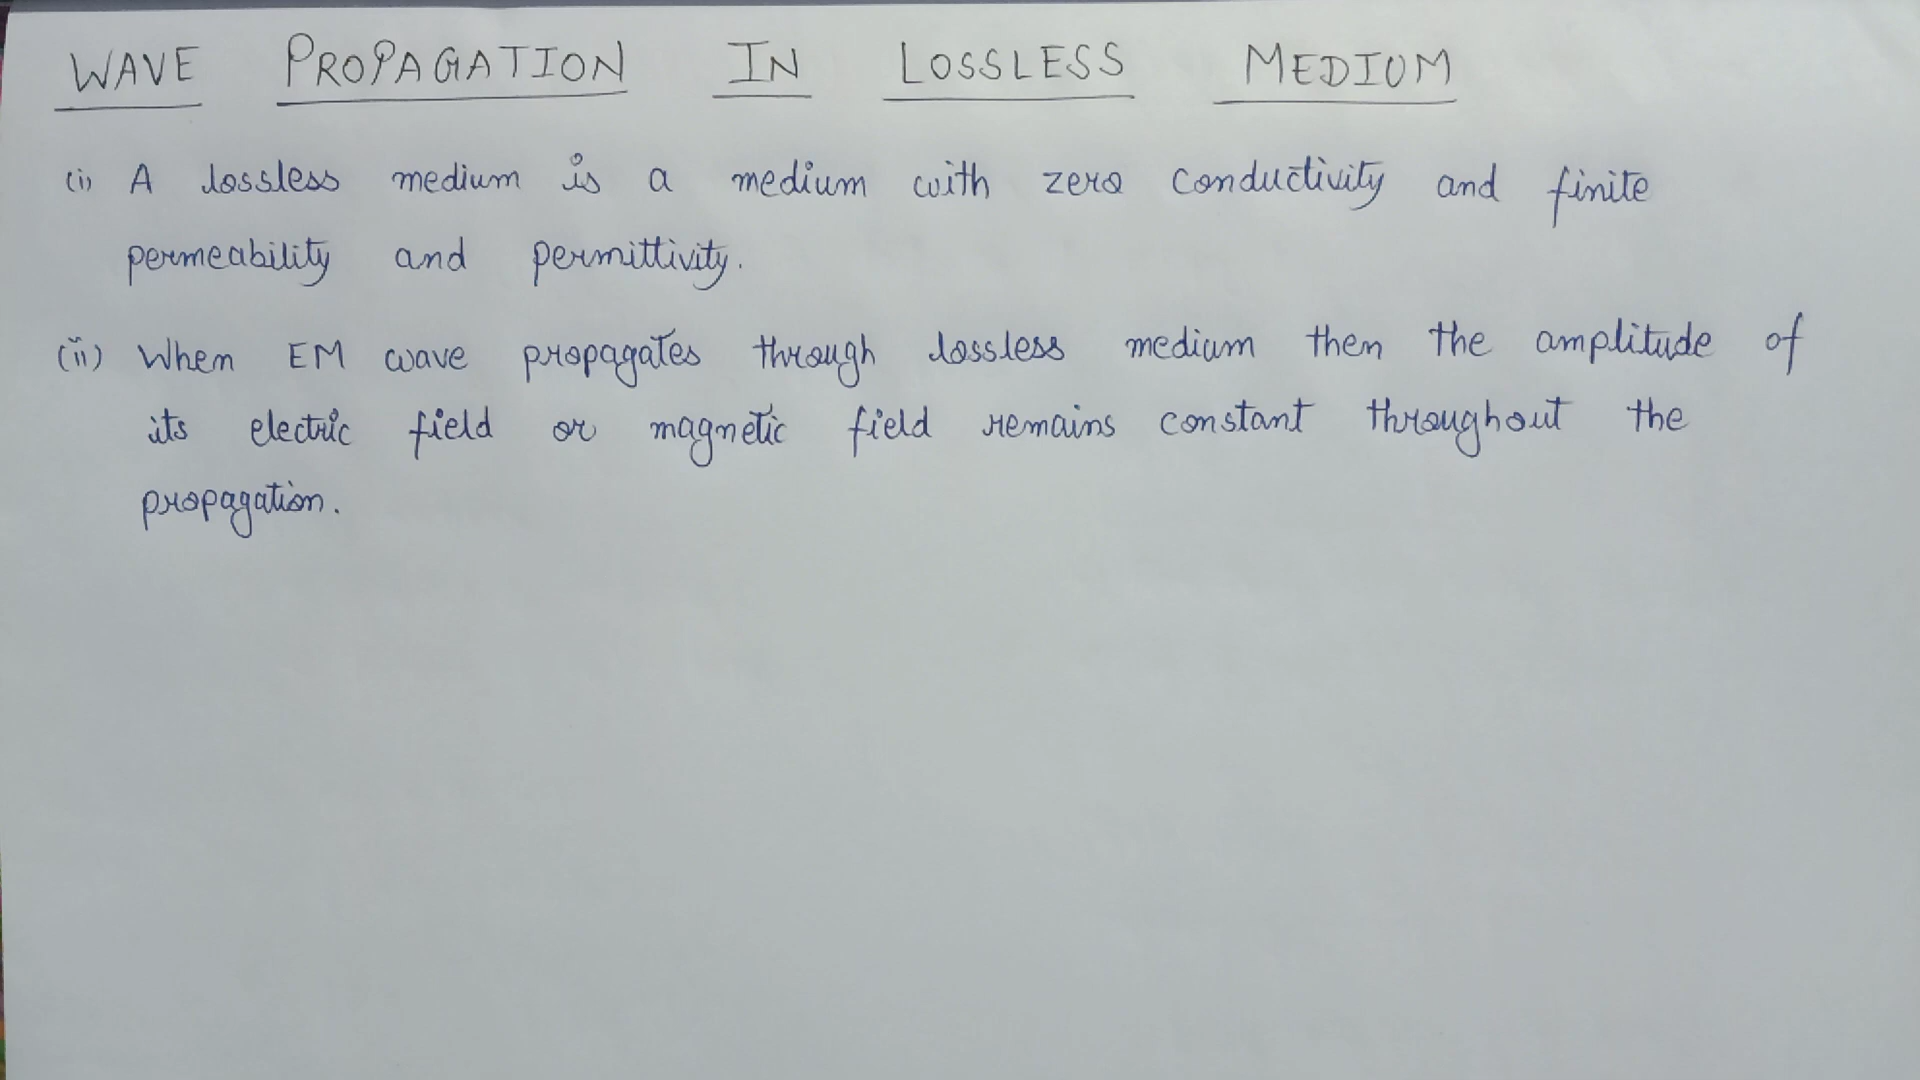 WAVE PROPAGATION IN LOSSLESS MEDIUM
(i) A lossless medium is a medium with zero conductivity and finite
permeability and permittivity.
(ii) When EM wave propagates through lossless medium then the amplitude of
its electric field or magnetic field remains constant throughout the
propagation.